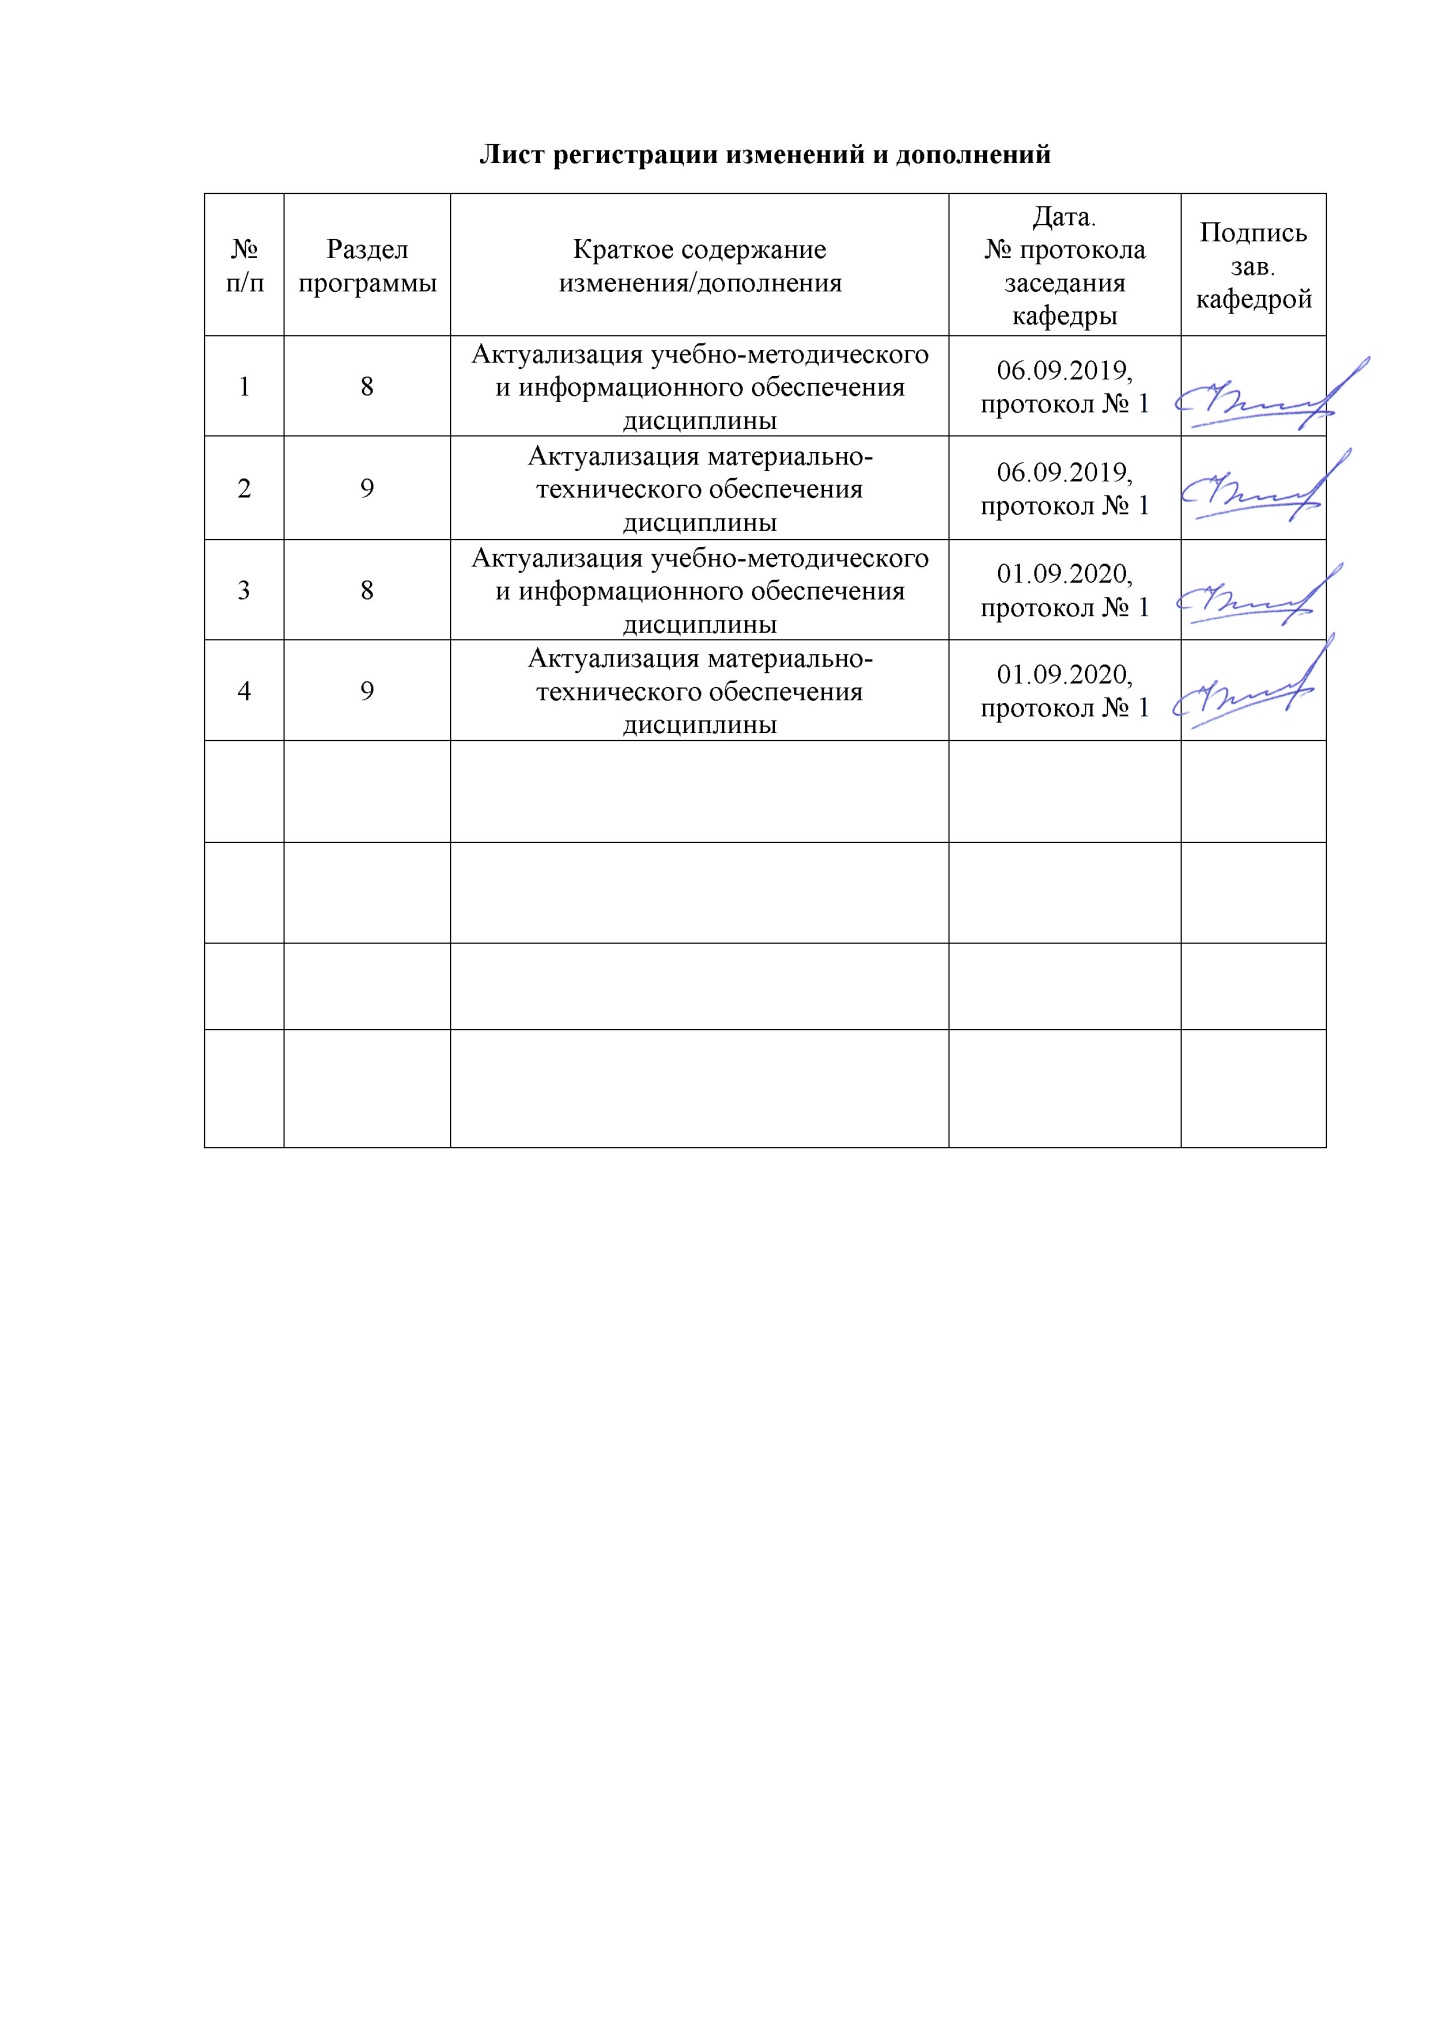 Лист регистрации изменений и дополнений
№
п/п
Раздел
программы
Краткое содержание
изменения/дополнения
Дата.
№ протокола
заседания
кафедры
Подпись
зав.
кафедрой
1
8
Актуализация учебно-методического
и информационного обеспечения
дисциплины
06.09.2019,
протокол № 1
2
9
Актуализация материально-
технического обеспечения
дисциплины
06.09.2019,
протокол № 1
3
8
Актуализация учебно-методического
и информационного обеспечения
дисциплины
01.09.2020,
протокол № 1
4
9
Актуализация материально-
технического обеспечения
дисциплины
01.09.2020,
протокол № 1